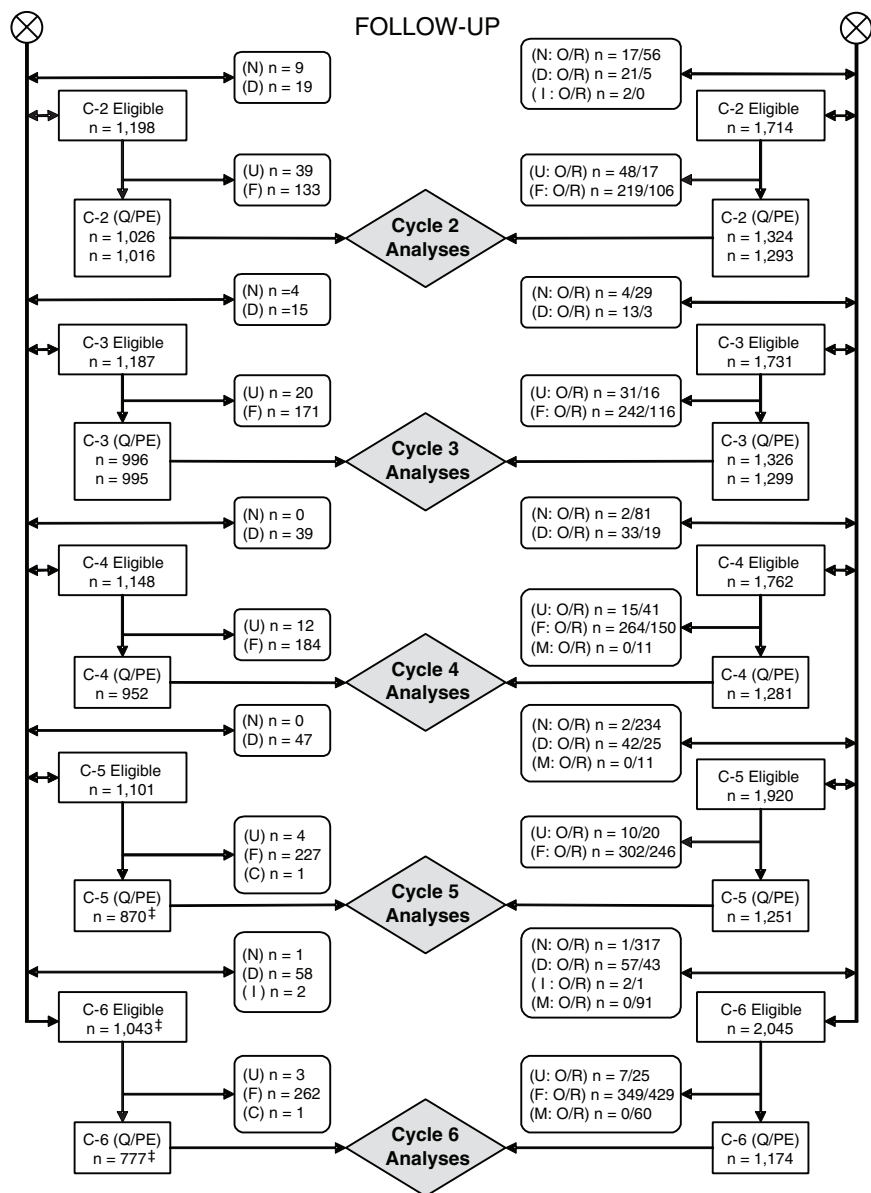 FOLLOW-UP
(N) n = 9
(D) n = 19
(N: O/R) n = 17/56
(D: O/R) n = 21/5
( I : O/R) n = 2/0
C-2 Eligible
n = 1,198
C-2 Eligible
n = 1,714
(U) n = 39
(F) n = 133
(U: O/R) n = 48/17
(F: O/R) n = 219/106
C-2 (Q/PE)
n = 1,026
n = 1,016
Cycle 2
Analyses
C-2 (Q/PE)
n = 1,324
n = 1,293
(N) n =4
(D) n =15
(N: O/R) n = 4/29
(D: O/R) n = 13/3
C-3 Eligible
n = 1,187
C-3 Eligible
n = 1,731
(U) n = 20
(F) n = 171
(U: O/R) n = 31/16
(F: O/R) n = 242/116
C-3 (Q/PE)
n = 996
n = 995
Cycle 3
Analyses
C-3 (Q/PE)
n = 1,326
n = 1,299
(N) n = 0
(D) n = 39
(N: O/R) n = 2/81
(D: O/R) n = 33/19
C-4 Eligible
n = 1,148
C-4 Eligible
n = 1,762
(U) n = 12
(F) n = 184
(U: O/R) n = 15/41
(F: O/R) = 264/150
(M: O/R) n = 0/11
C-4 (Q/PE)
n = 952
Cycle 4
Analyses
C-4 (Q/PE)
n = 1,281
(N) n = 0
(D) n = 47
(N: O/R) n = 2/234
(D: O/R) n = 42/25
(M: O/R) n = 0/11
C-5 Eligible
n = 1,101
C-5 Eligible
n = 1,920
(U) n = 4
(F) n = 227
(C) n = 1
(U: O/R) n = 10/20
(F: O/R) n = 302/246
C-5 (Q/PE)
n = 870‡
Cycle 5
Analyses
C-5 (Q/PE)
n = 1,251
(N) n = 1
(D) n = 58
( I ) n = 2
(N: O/R) n = 1/317
(D: O/R) n = 57/43
( I : O/R) n = 2/1
(M: O/R) n = 0/91
C-6 Eligible
n = 1,043‡
C-6 Eligible
n = 2,045
(U) n = 3
(F) n = 262
(C) n = 1
(U: O/R) n = 7/25
(F: O/R) n = 349/429
(M: O/R) n = 0/60
C-6 (Q/PE)
n = 777‡
Cycle 6
Analyses
C-6 (Q/PE)
n = 1,174